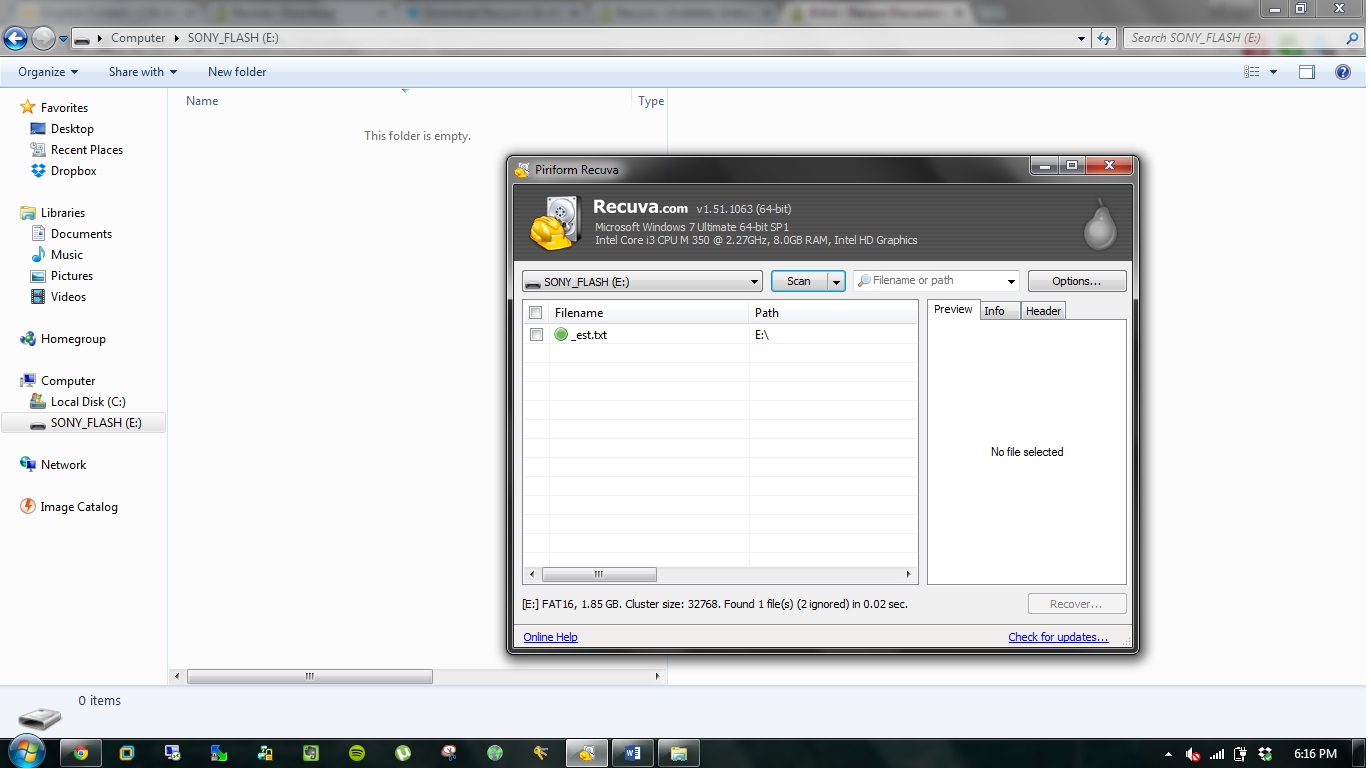 Computer ▸ SONY_FLASH (E:)
Search SONY_FLASH (E:)
Organize
Share with
New folder
Favorites
Desktop
Recent Places
Dropbox
Libraries
Documents
Music
Pictures
Videos
Homegroup
Computer
Local Disk (C:)
SONY_FLASH (E:)
Network
Image Catalog
Name
Type
This folder is empty.
Piriform Recuva
Recuva.com v1.51.1063 (64-bit)
Microsoft Windows 7 Ultimate 64-bit SP1
Intel Core i3 CPU M 350 @ 2.27GHz, 8.0GB RAM, Intel HD Graphics
SONY_FLASH (E:)
Scan
Filename or path
Options...
Filename
Path
_est.txt
E:\
Preview
Info
Header
No file selected
[E:] FAT16, 1.85 GB. Cluster size: 32768. Found 1 file(s) (2 ignored) in 0.02 sec.
Recover...
Online Help
Check for updates...
0 items
6:16 PM